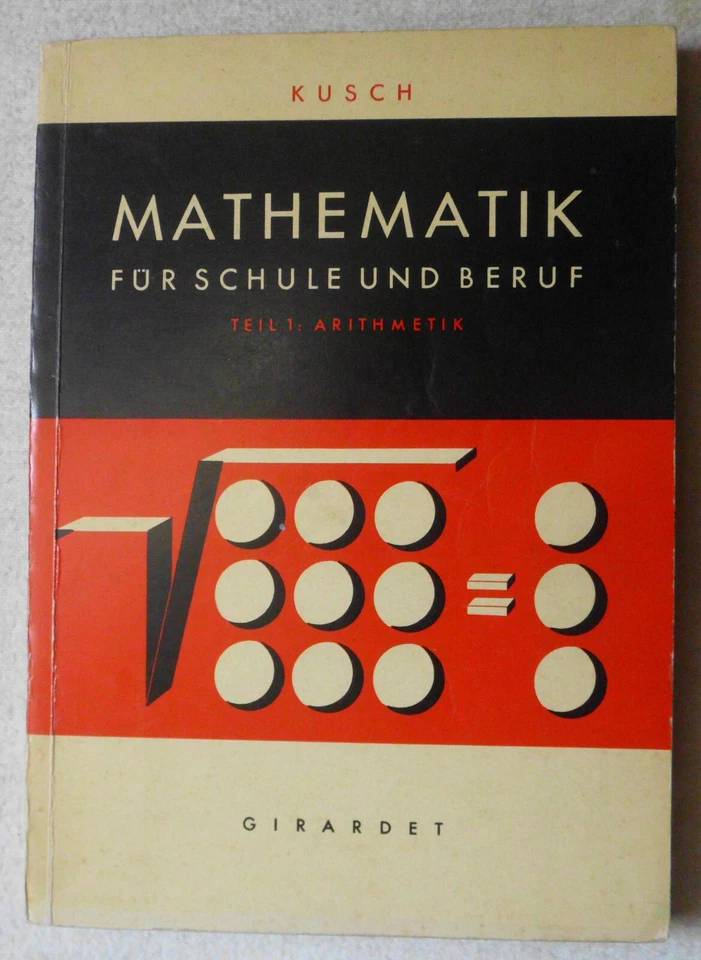 KUSCH
MATHEMATIK
FÜR SCHULE UND BERUF
TEIL 1: ARITHMETIK
GIRARDET